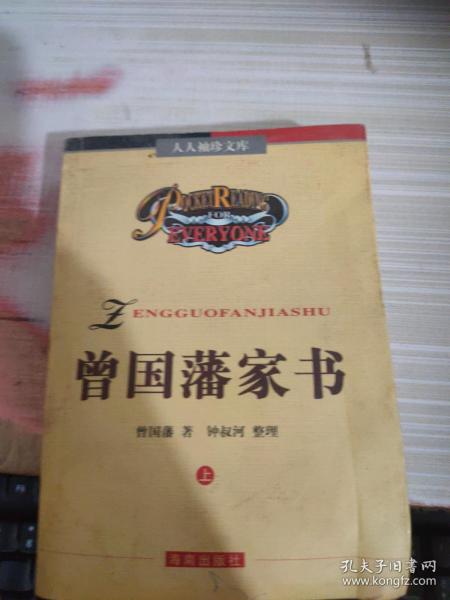 人人袖珍文库
POCKET READING
FOR
EVERYONE
ZENGGUOFANJIASHU
曾国藩家书
曾国藩 著 钟叔河 整理
上
海南出版社
孔夫子旧书网
www.kongfz.com